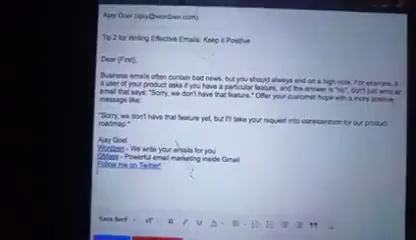 Ajay Goel (ajay@wordzen.com)
Tip 2 for Writing Effective Emails: Keep it Positive
Dear {First},
Business emails often contain bad news, but you should always end on a high note. For example, if
a user of your product asks if you have a particular feature, and the answer is "no", don't just write an
email that says: "Sorry, we don't have that feature." Offer your customer hope with a more positive
message like:
"Sorry, we don't have that feature yet, but I'll take your request into consideration for our product
roadmap."
Ajay Goel
Wordzen - We write your emails for you
GMass - Powerful email marketing inside Gmail
Follow me on Twitter!
Sans Serif